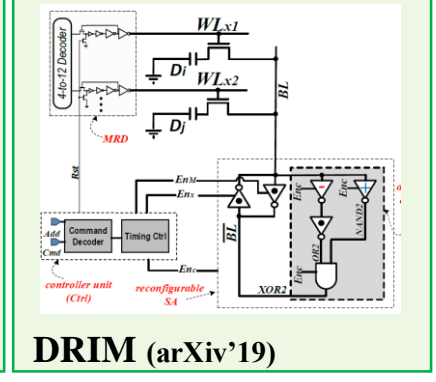 4-to-12 Decoder
WLx1
Di
WLx2
BL
Dj
MRD
Rst
EnM
Enx
Enc
Enc
NAND2
OR2
BL
Add
Cmd
Command
Decoder
Timing Ctrl
Enc
Enc
controller unit
(Ctrl)
reconfigurable
SA
XOR2
DRIM (arXiv'19)